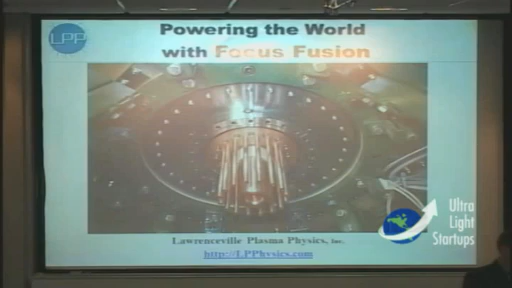 LPP
Powering the World
with Focus Fusion
Lawrenceville Plasma Physics, Inc.
http://LPPhysics.com
Ultra
Light
Startups